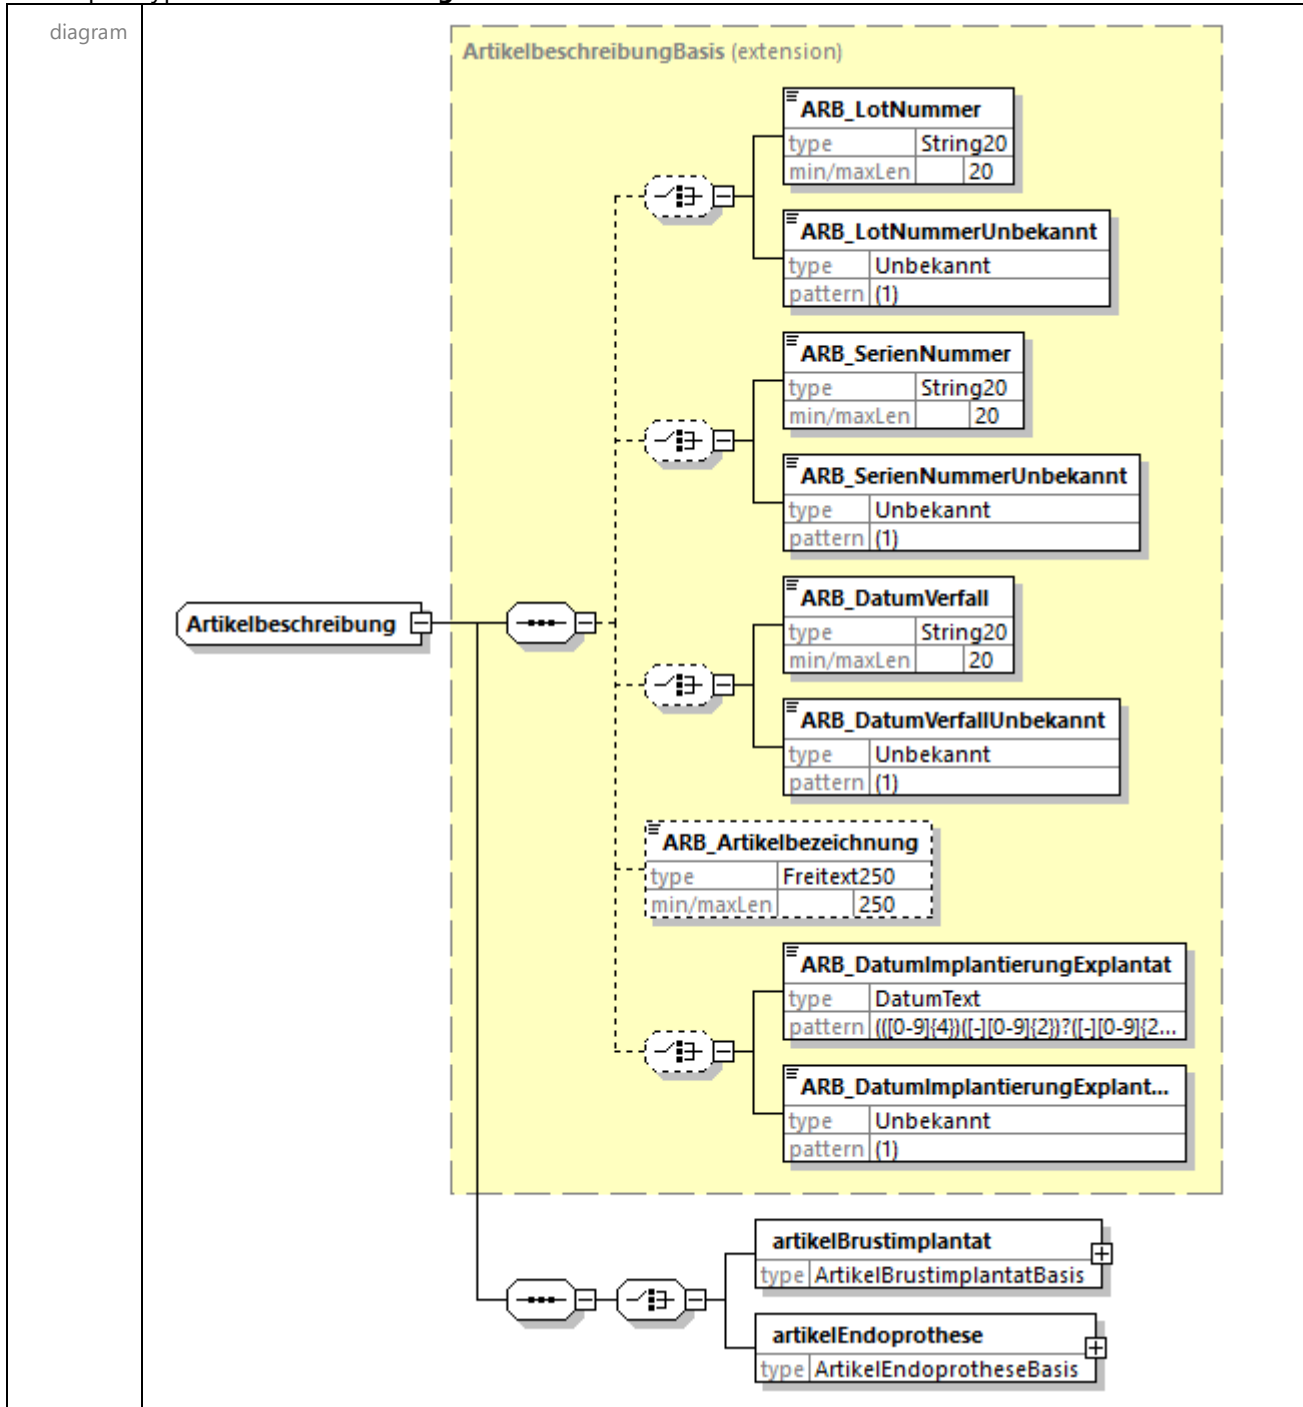 diagram
ArtikelbeschreibungBasis (extension)
ARB_LotNummer
type String20
min/maxLen 20
ARB_LotNummerUnbekannt
type Unbekannt
pattern (1)
ARB_SerienNummer
type String20
min/maxLen 20
ARB_SerienNummerUnbekannt
type Unbekannt
pattern (1)
ARB_DatumVerfall
type String20
min/maxLen 20
Artikelbeschreibung
ARB_DatumVerfallUnbekannt
type Unbekannt
pattern (1)
ARB_Artikelbezeichnung
type Freitext250
min/maxLen 250
ARB_DatumImplantierungExplantat
type DatumText
pattern (([0-9]{4})([-][0-9]{2})?([-][0-9]{2...
ARB_DatumImplantierungExplant...
type Unbekannt
pattern (1)
artikelBrustimplantat
type ArtikelBrustimplantatBasis
artikelEndoprothese
type ArtikelEndoprotheseBasis